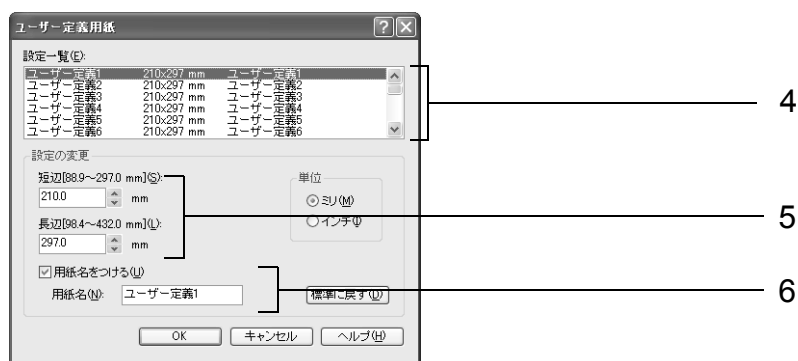 ユーザー定義用紙
設定一覧(E):
ユーザー定義1 210x297 mm ユーザー定義1
ユーザー定義2 210x297 mm ユーザー定義2
ユーザー定義3 210x297 mm ユーザー定義3
ユーザー定義4 210x297 mm ユーザー定義4
ユーザー定義5 210x297 mm ユーザー定義5
ユーザー定義6 210x297 mm ユーザー定義6
4
設定の変更
短辺[88.9～297.0 mm](S):
210.0 mm
長辺[98.4～432.0 mm](L):
297.0 mm
単位
ミリ(M)
インチ(I)
5
用紙名をつける(U)
用紙名(N): ユーザー定義1
標準に戻す(D)
6
OK キャンセル ヘルプ(H)